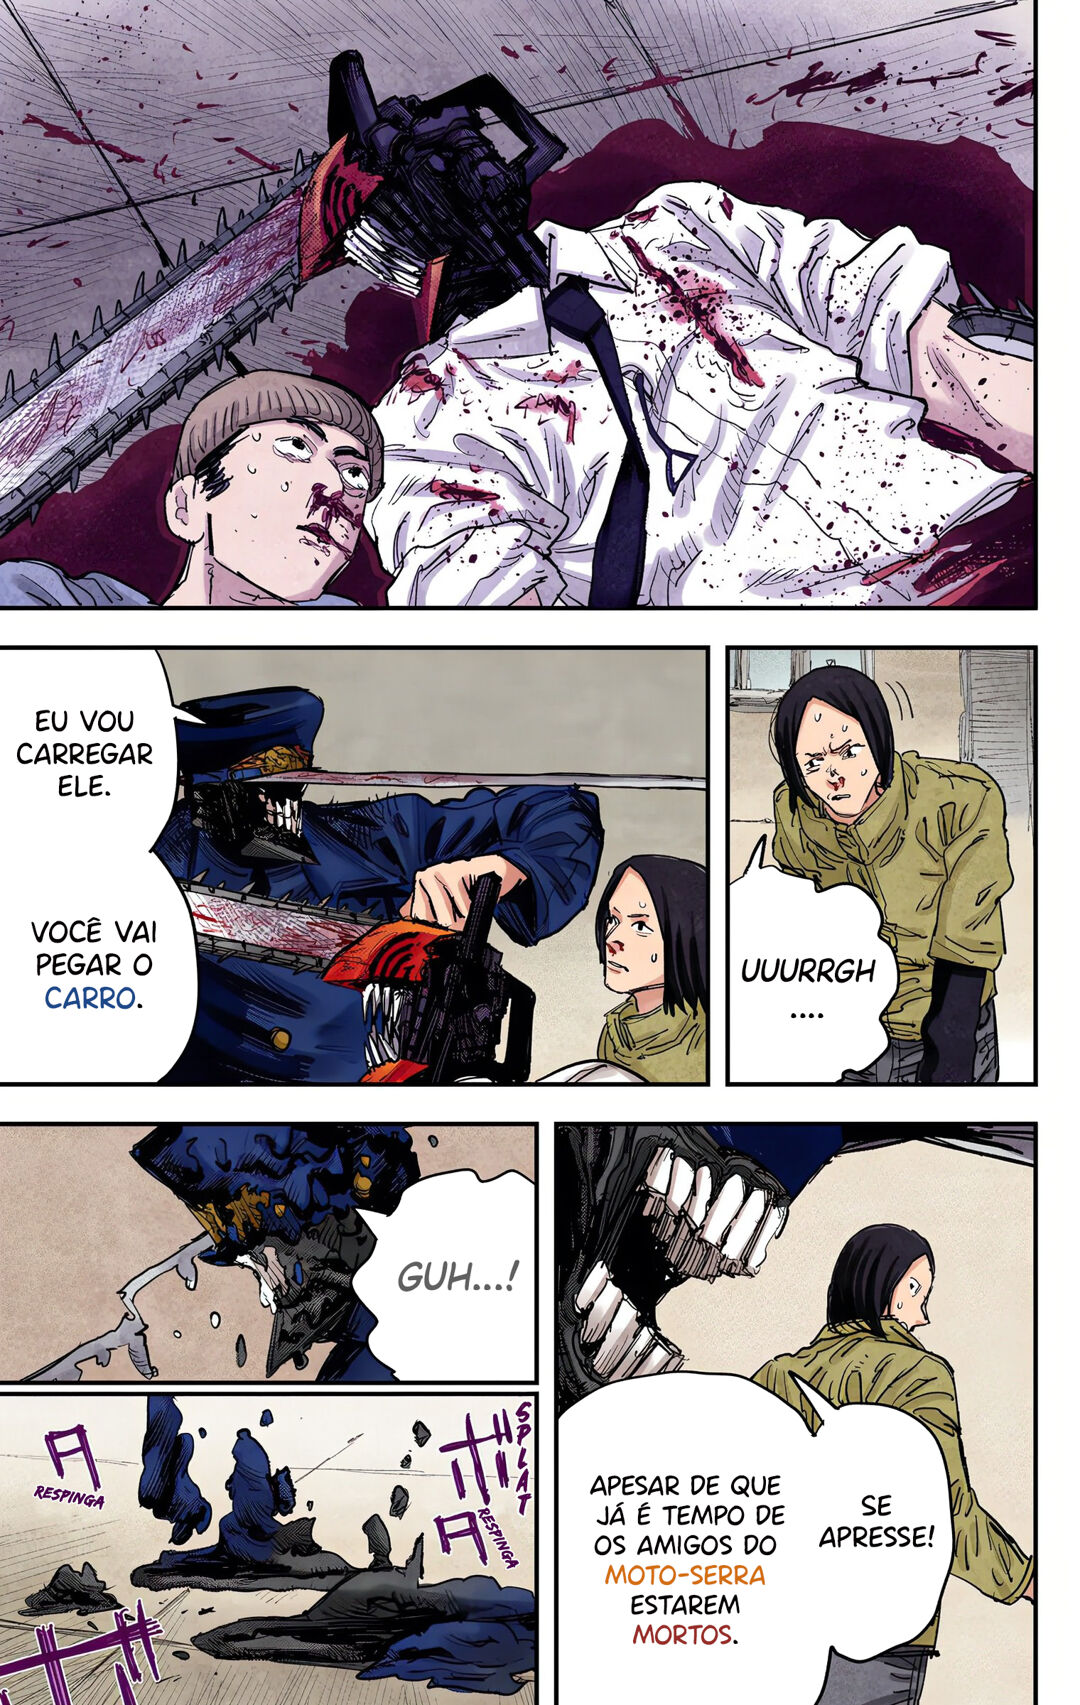 UUURRGH
....
EU VOU
CARREGAR
ELE.
VOCÊ VAI
PEGAR O
CARRO.
SE
APRESSE!
APESAR DE QUE
JÁ É TEMPO DE
OS AMIGOS DO
MOTO-SERRA
ESTAREM
MORTOS.
GUH...!
SPLAT
RESPINGA
RESPINGA